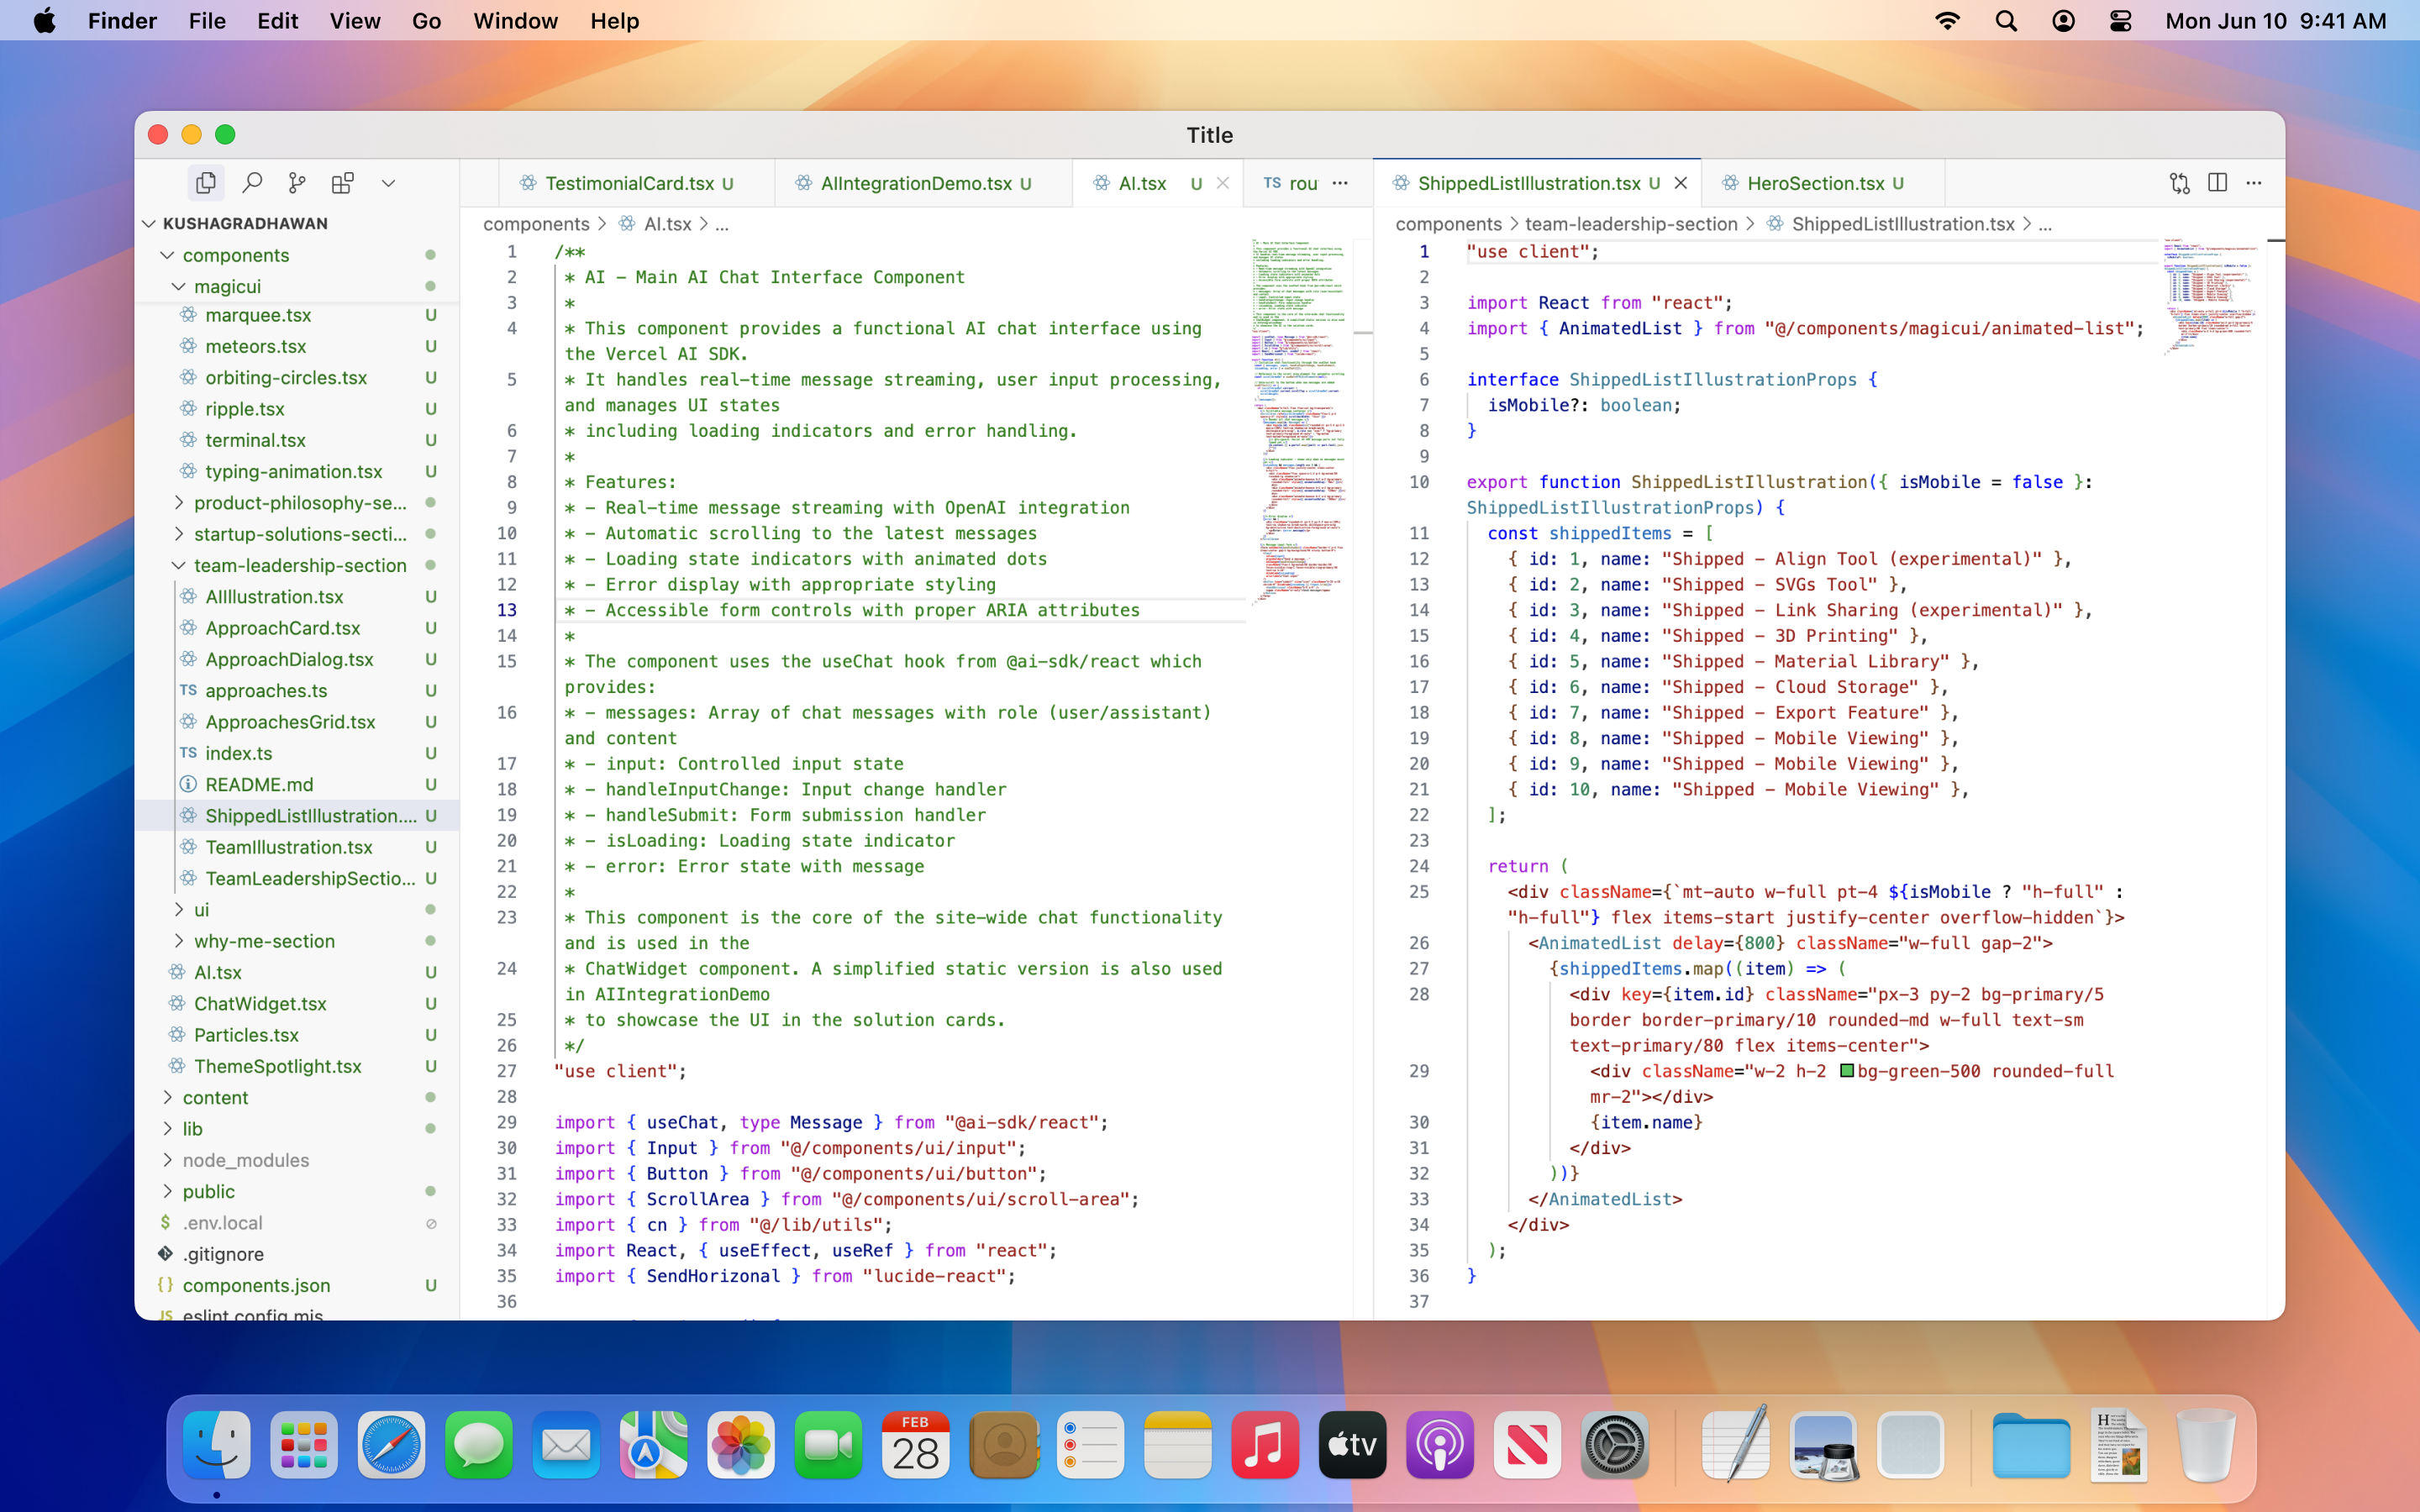 Finder File Edit View Go Window Help Mon Jun 10 9:41 AM
Title
KUSHAGRADHAWAN
components
magicui
marquee.tsx U
meteors.tsx U
orbiting-circles.tsx U
ripple.tsx U
terminal.tsx U
typing-animation.tsx U
product-philosophy-se...
startup-solutions-secti...
team-leadership-section
AIIllustration.tsx U
ApproachCard.tsx U
ApproachDialog.tsx U
TS approaches.ts U
ApproachesGrid.tsx U
TS index.ts U
README.md U
ShippedListIllustration.... U
TeamIllustration.tsx U
TeamLeadershipSectio... U
ui
why-me-section
AI.tsx U
ChatWidget.tsx U
Particles.tsx U
ThemeSpotlight.tsx U
content
lib
node_modules
public
$ .env.local
.gitignore
{} components.json U
JS eslint.config.mjs
TestimonialCard.tsx U AIIntegrationDemo.tsx U AI.tsx U TS rou ...
components > AI.tsx > ...
1 /**
2 * AI – Main AI Chat Interface Component
3 *
4 * This component provides a functional AI chat interface using
the Vercel AI SDK.
5 * It handles real-time message streaming, user input processing,
and manages UI states
6 * including loading indicators and error handling.
7 *
8 * Features:
9 * - Real-time message streaming with OpenAI integration
10 * - Automatic scrolling to the latest messages
11 * - Loading state indicators with animated dots
12 * - Error display with appropriate styling
13 * - Accessible form controls with proper ARIA attributes
14 *
15 * The component uses the useChat hook from @ai-sdk/react which
provides:
16 * - messages: Array of chat messages with role (user/assistant)
and content
17 * - input: Controlled input state
18 * - handleInputChange: Input change handler
19 * - handleSubmit: Form submission handler
20 * - isLoading: Loading state indicator
21 * - error: Error state with message
22 *
23 * This component is the core of the site-wide chat functionality
and is used in the
24 * ChatWidget component. A simplified static version is also used
in AIIntegrationDemo
25 * to showcase the UI in the solution cards.
26 */
27 "use client";
28
29 import { useChat, type Message } from "@ai-sdk/react";
30 import { Input } from "@/components/ui/input";
31 import { Button } from "@/components/ui/button";
32 import { ScrollArea } from "@/components/ui/scroll-area";
33 import { cn } from "@/lib/utils";
34 import React, { useEffect, useRef } from "react";
35 import { SendHorizonal } from "lucide-react";
36
ShippedListIllustration.tsx U HeroSection.tsx U ...
components > team-leadership-section > ShippedListIllustration.tsx > ...
1 "use client";
2
3 import React from "react";
4 import { AnimatedList } from "@/components/magicui/animated-list";
5
6 interface ShippedListIllustrationProps {
7 isMobile?: boolean;
8 }
9
10 export function ShippedListIllustration({ isMobile = false }:
ShippedListIllustrationProps) {
11 const shippedItems = [
12 { id: 1, name: "Shipped – Align Tool (experimental)" },
13 { id: 2, name: "Shipped – SVGs Tool" },
14 { id: 3, name: "Shipped – Link Sharing (experimental)" },
15 { id: 4, name: "Shipped – 3D Printing" },
16 { id: 5, name: "Shipped – Material Library" },
17 { id: 6, name: "Shipped – Cloud Storage" },
18 { id: 7, name: "Shipped – Export Feature" },
19 { id: 8, name: "Shipped – Mobile Viewing" },
20 { id: 9, name: "Shipped – Mobile Viewing" },
21 { id: 10, name: "Shipped – Mobile Viewing" },
22 ];
23
24 return (
25 <div className={`mt-auto w-full pt-4 ${isMobile ? "h-full" :
"h-full"} flex items-start justify-center overflow-hidden`}>
26 <AnimatedList delay={800} className="w-full gap-2">
27 {shippedItems.map((item) => (
28 <div key={item.id} className="px-3 py-2 bg-primary/5
border border-primary/10 rounded-md w-full text-sm
text-primary/80 flex items-center">
29 <div className="w-2 h-2 bg-green-500 rounded-full
mr-2"></div>
30 {item.name}
31 </div>
32 ))}
33 </AnimatedList>
34 </div>
35 );
36 }
37
FEB
28
tv